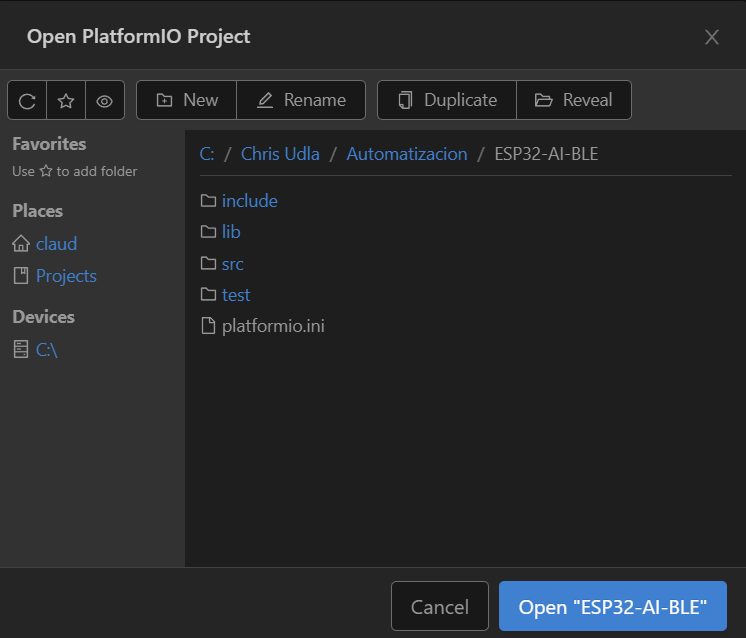 Open PlatformIO Project
New Rename Duplicate Reveal
Favorites
Use ☆ to add folder
Places
claud
Projects
Devices
C:\
C: / Chris Udla / Automatizacion / ESP32-AI-BLE
include
lib
src
test
platformio.ini
Cancel Open "ESP32-AI-BLE"